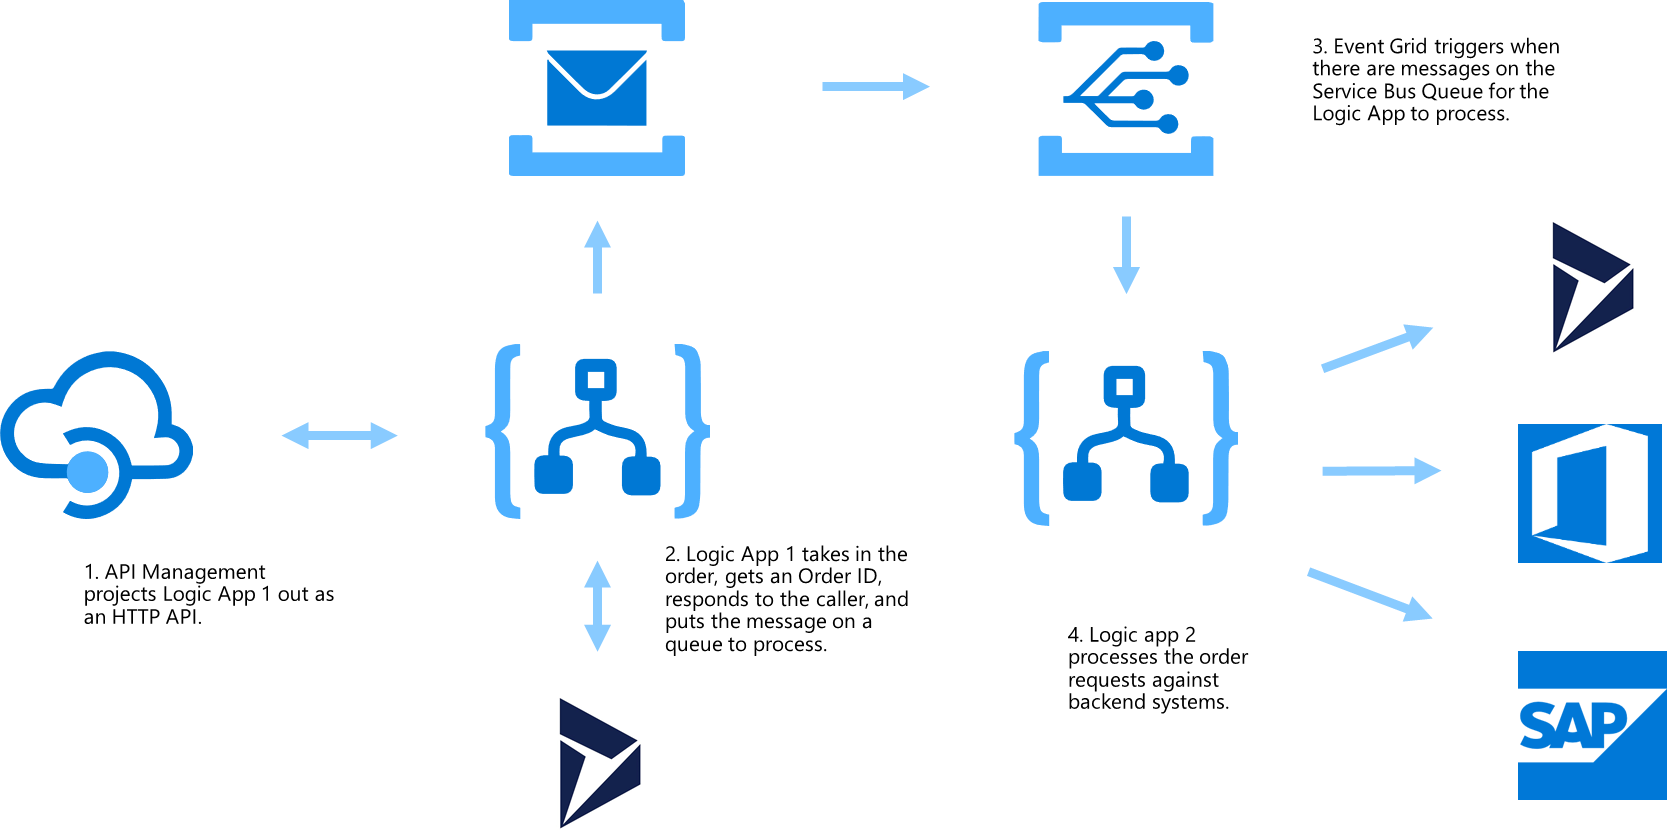 1. API Management
projects Logic App 1 out as
an HTTP API.
2. Logic App 1 takes in the
order, gets an Order ID,
responds to the caller, and
puts the message on a
queue to process.
3. Event Grid triggers when
there are messages on the
Service Bus Queue for the
Logic App to process.
4. Logic app 2
processes the order
requests against
backend systems.
SAP